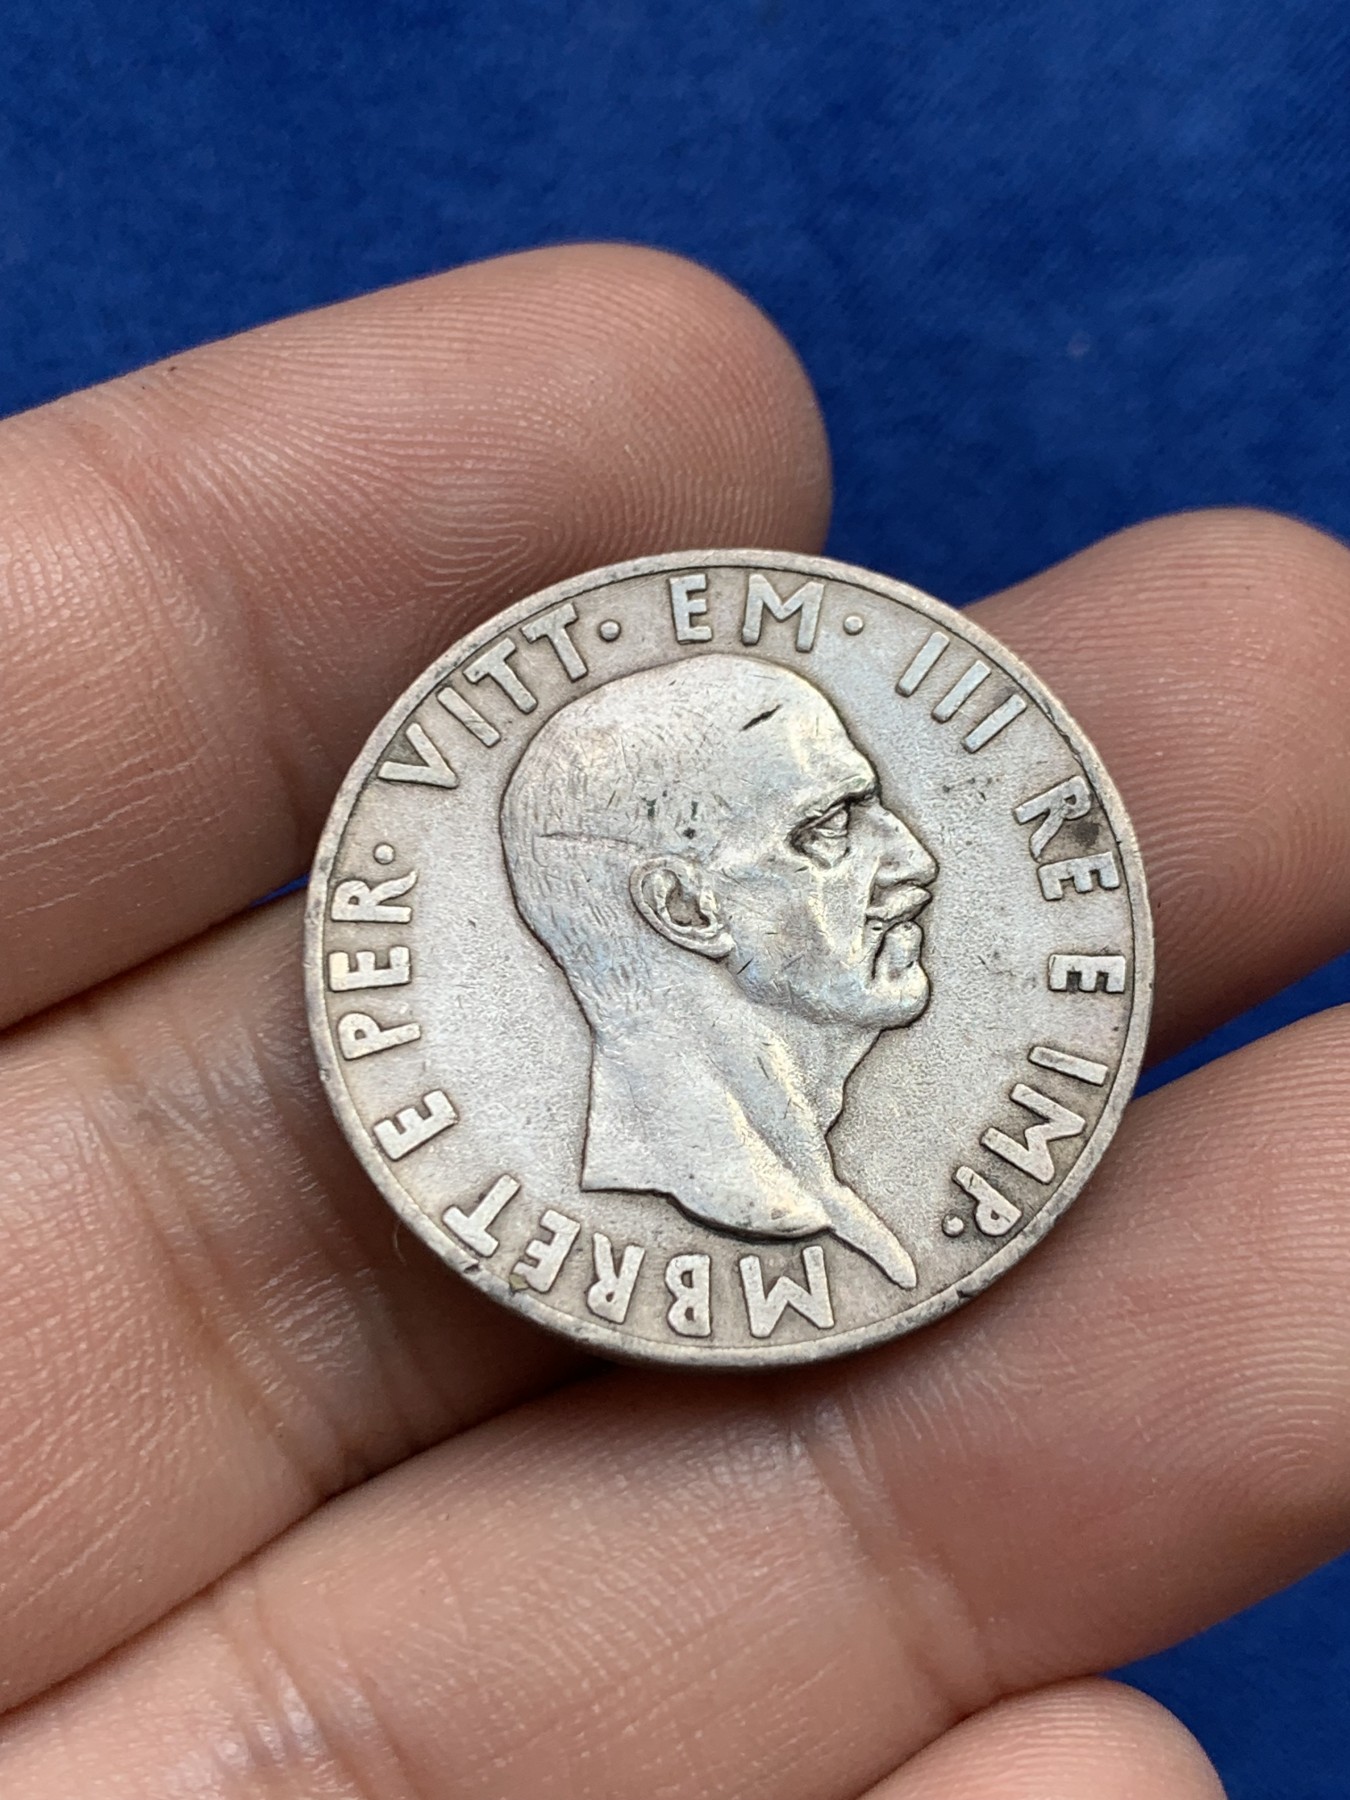 VITT · EM · III RE E IMP. MBRET E PER ·